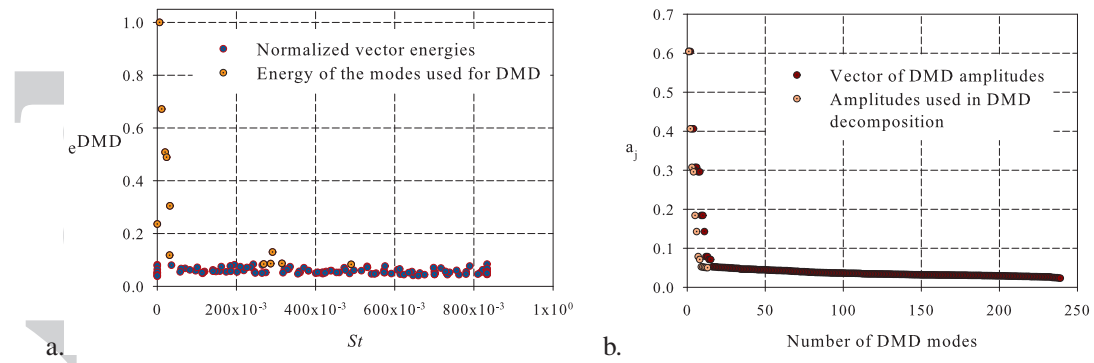 1.0
0.8
0.6
0.4
0.2
0.0
e^DMD
Normalized vector energies
Energy of the modes used for DMD
0 200x10^-3 400x10^-3 600x10^-3 800x10^-3 1x10^0
St
a.
0.7
0.6
0.5
0.4
0.3
0.2
0.1
0.0
a_j
Vector of DMD amplitudes
Amplitudes used in DMD
decomposition
0 50 100 150 200 250
Number of DMD modes
b.